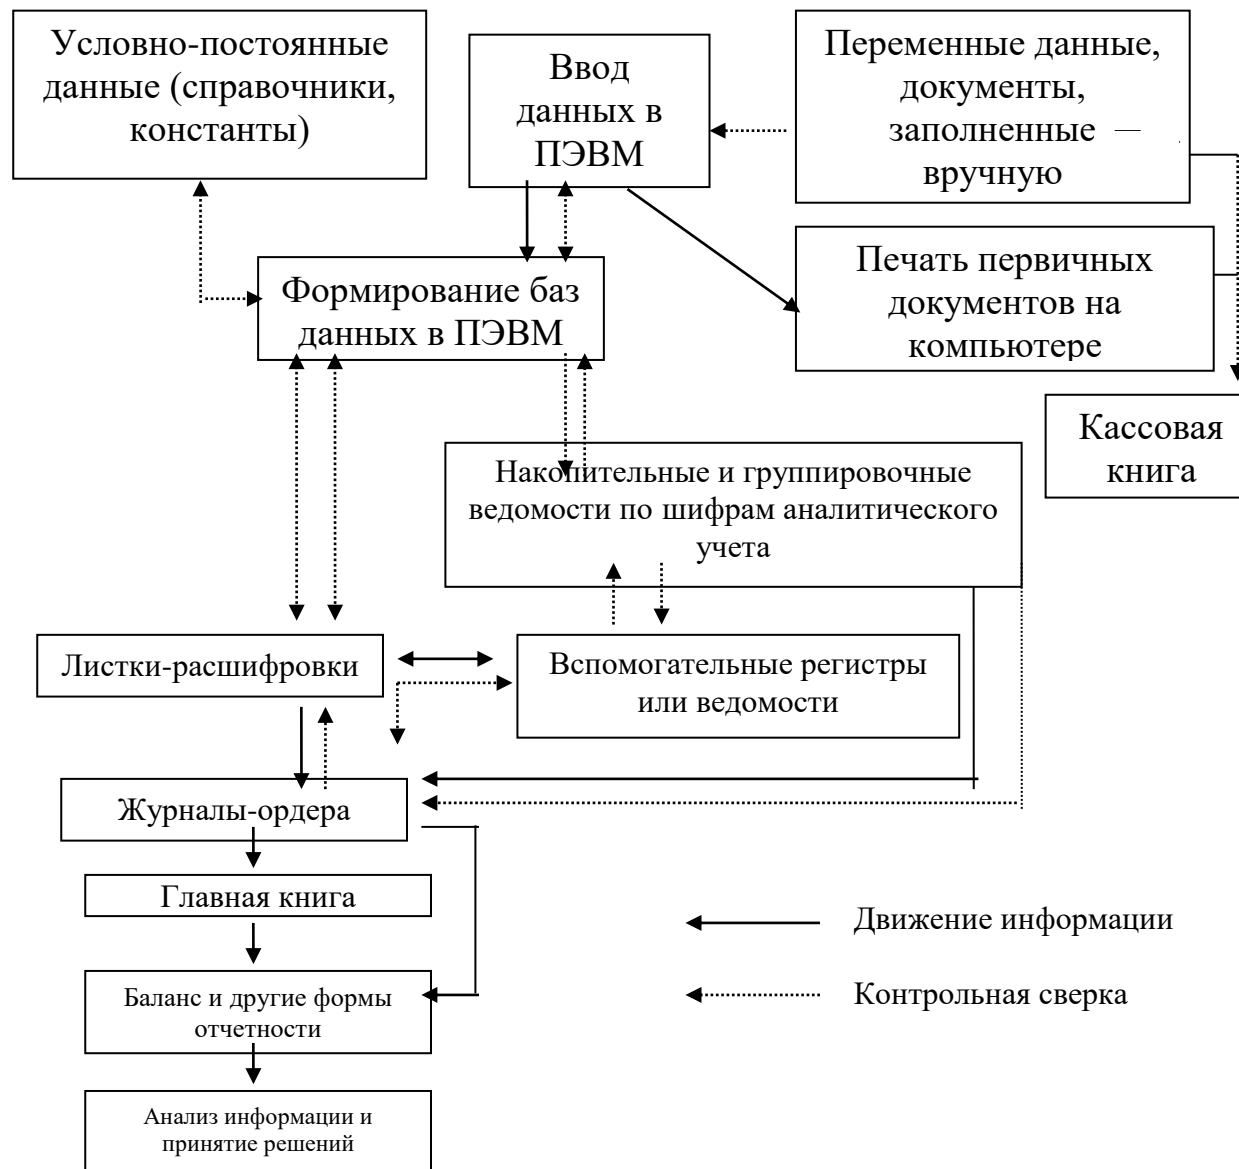 Условно-постоянные
данные (справочники,
константы)
Ввод
данных в
ПЭВМ
Переменные данные,
документы,
заполненные —
вручную
Формирование баз
данных в ПЭВМ
Печать первичных
документов на
компьютере
Кассовая
книга
Накопительные и группировочные
ведомости по шифрам аналитического
учета
Листки-расшифровки
Вспомогательные регистры
или ведомости
Журналы-ордера
Главная книга
Движение информации
Баланс и другие формы
отчетности
Контрольная сверка
Анализ информации и
принятие решений